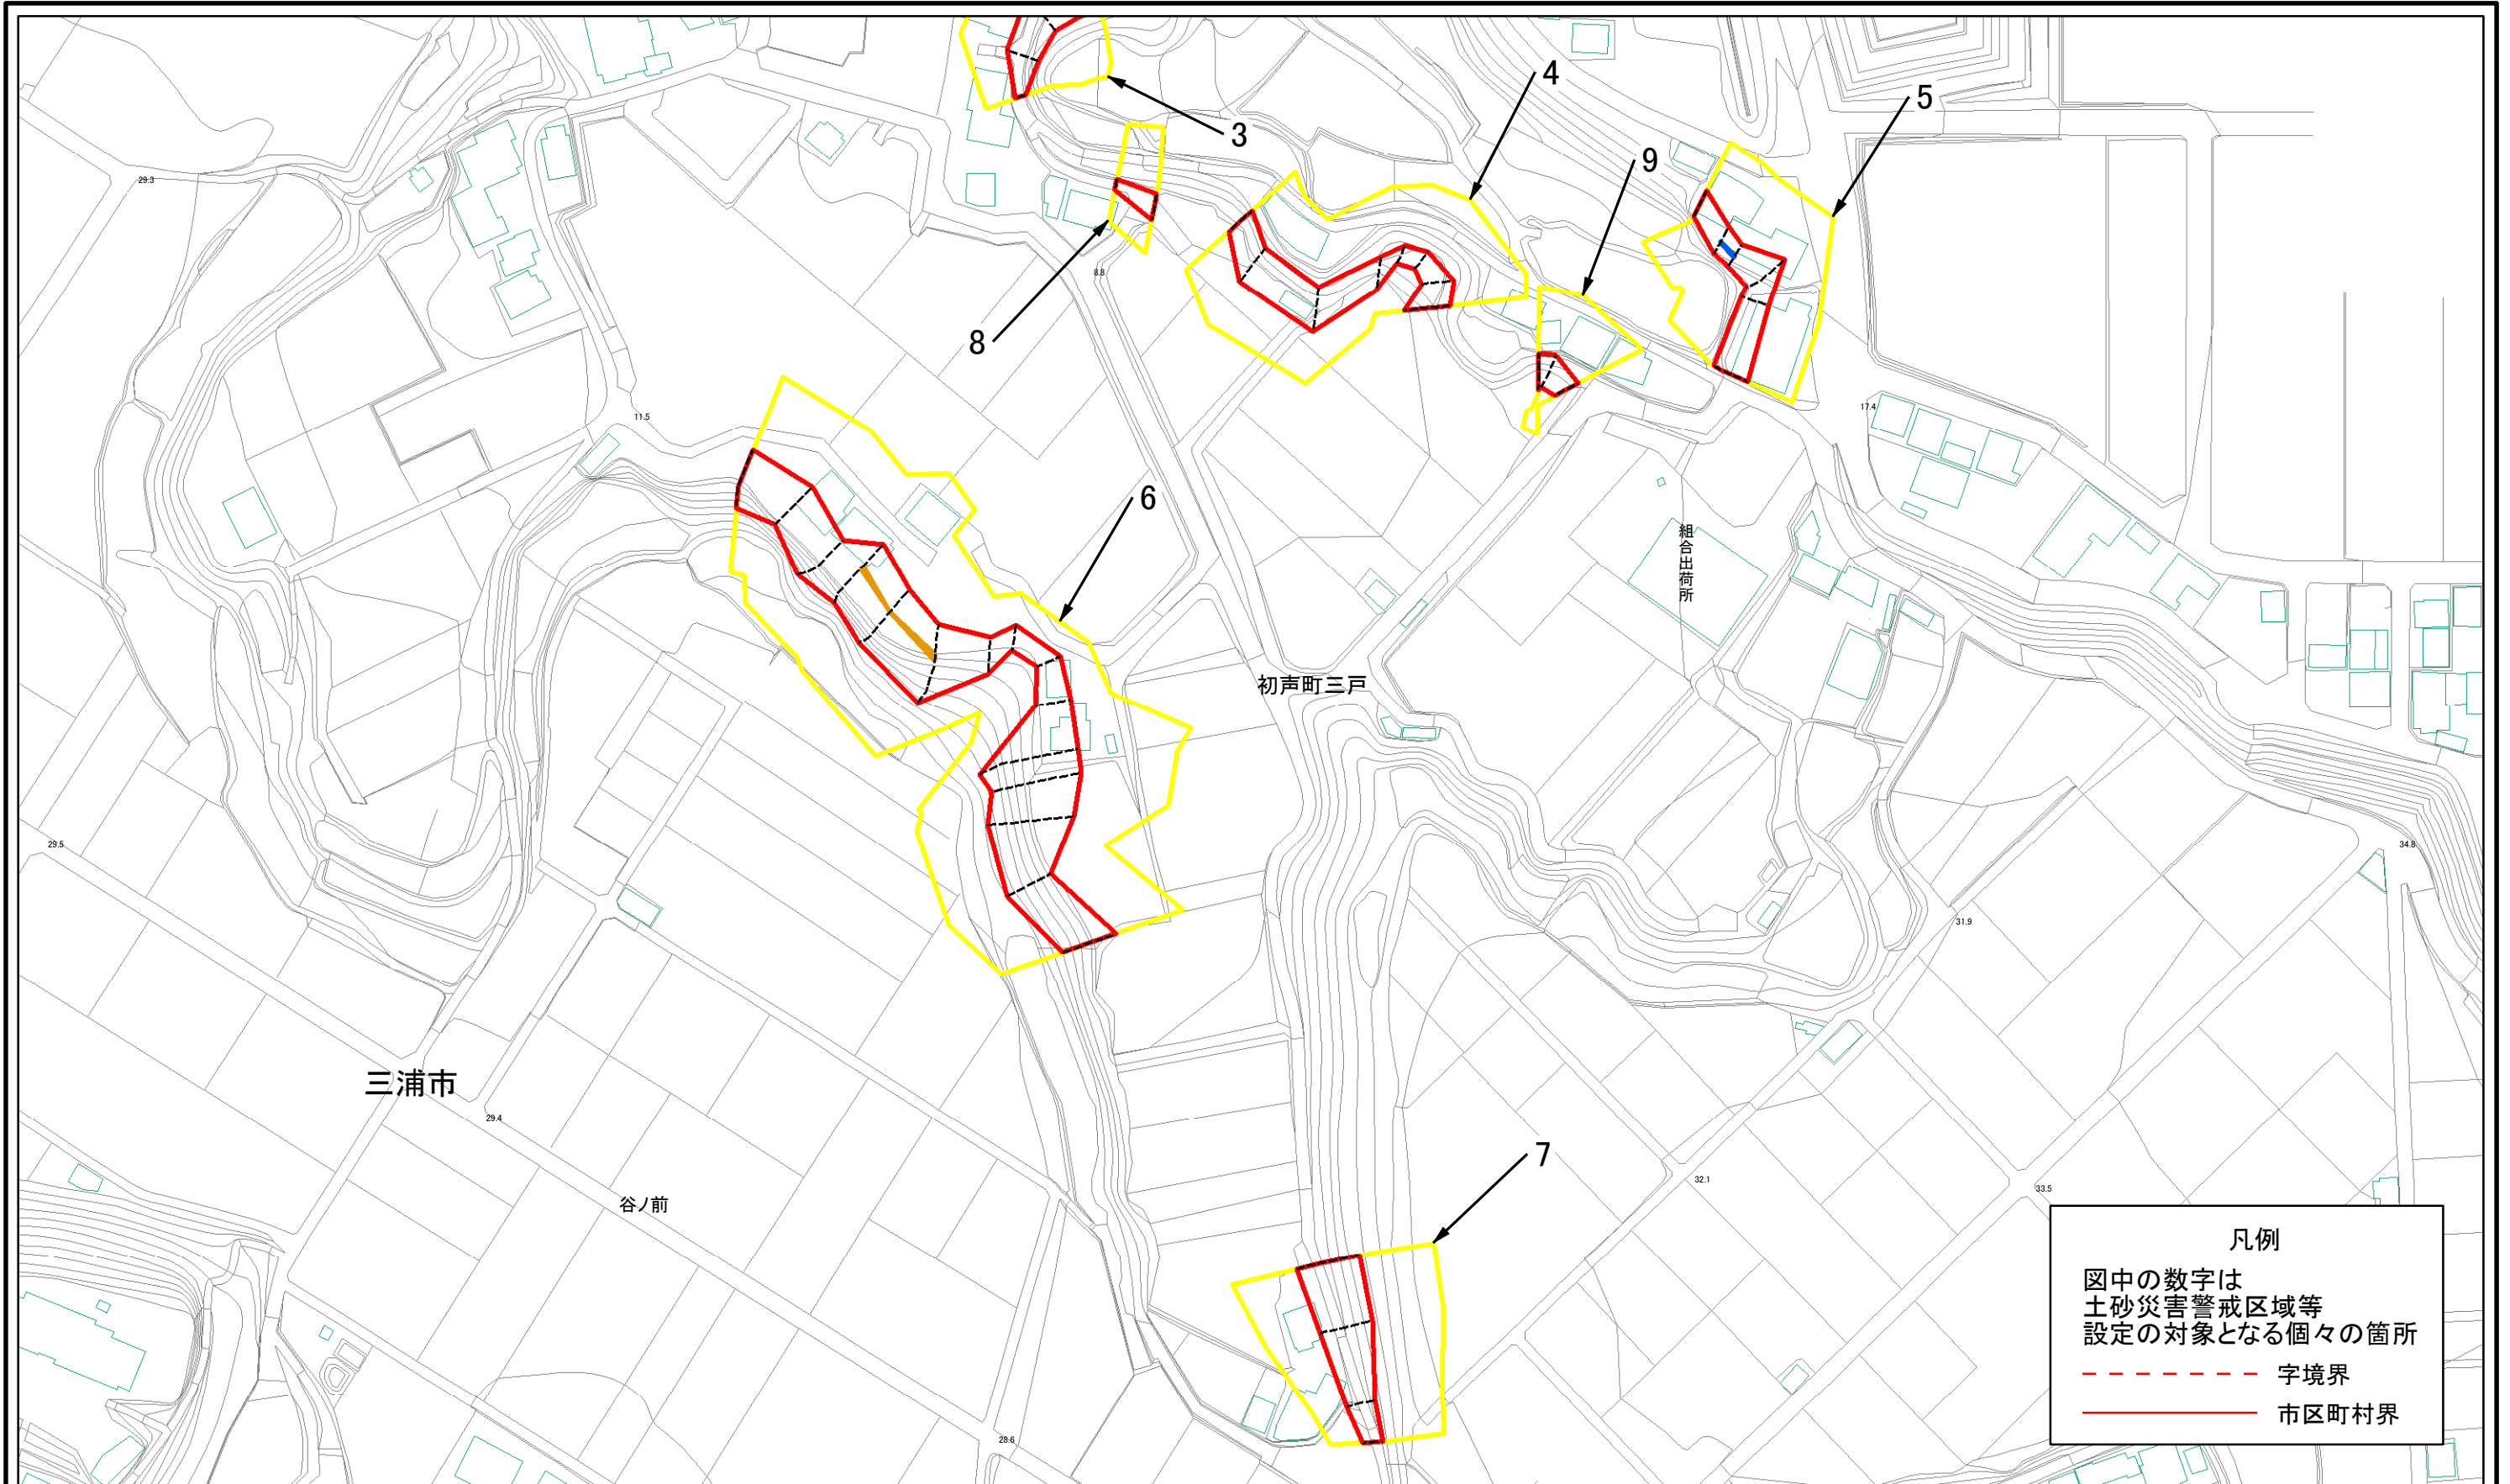 3
4
5
9
29.3
8.8
8
11.5
17.4
6
組合出荷所
初声町三戸
29.5
34.8
31.9
三浦市
29.4
7
32.1
33.5
谷ノ前
28.6
凡例
図中の数字は
土砂災害警戒区域等
設定の対象となる個々の箇所
字境界
市区町村界